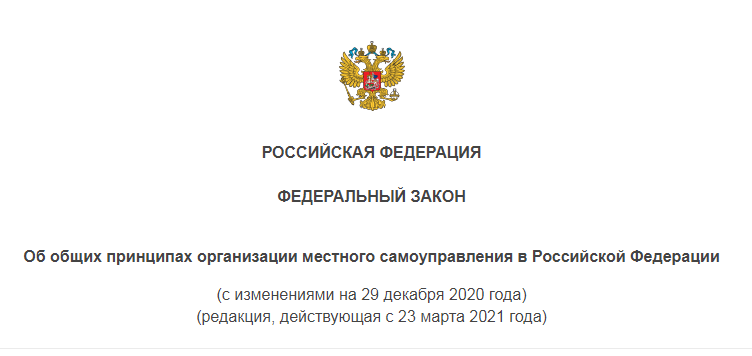 РОССИЙСКАЯ ФЕДЕРАЦИЯ
ФЕДЕРАЛЬНЫЙ ЗАКОН
Об общих принципах организации местного самоуправления в Российской Федерации
(с изменениями на 29 декабря 2020 года)
(редакция, действующая с 23 марта 2021 года)